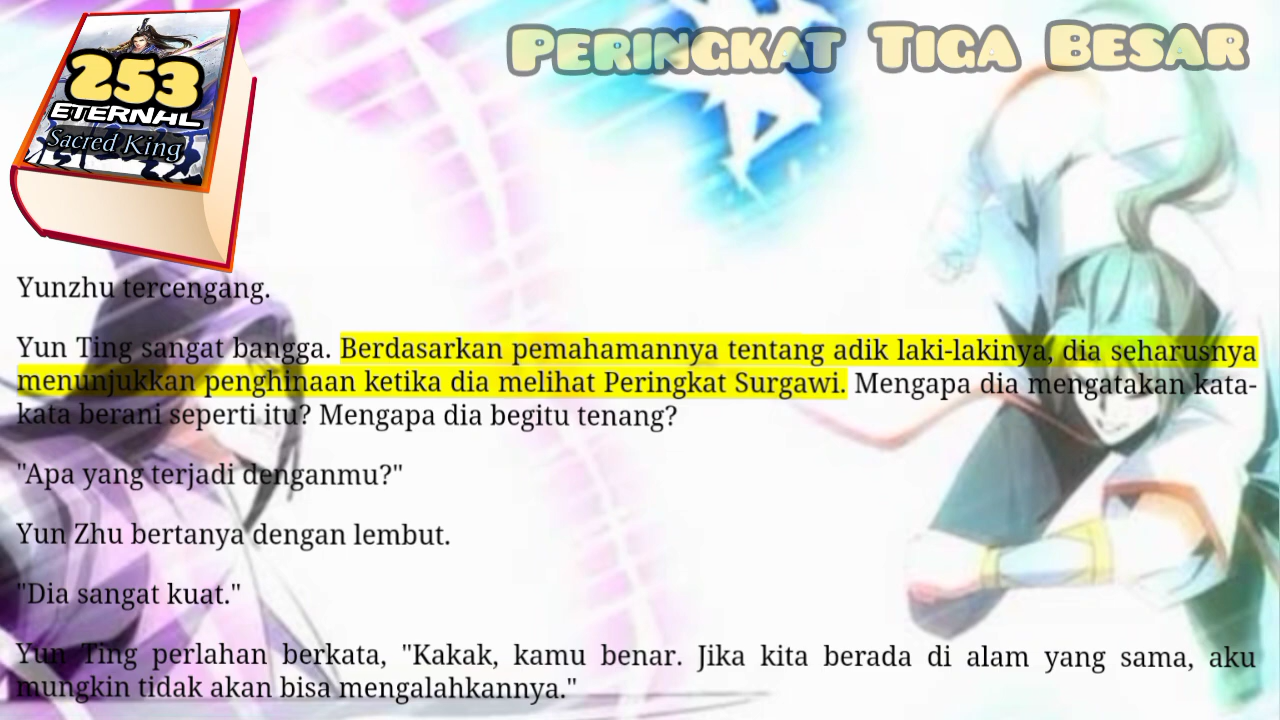 Peringkat Tiga Besar
253
ETERNAL
Sacred King
Yunzhu tercengang.
Yun Ting sangat bangga. Berdasarkan pemahamannya tentang adik laki-lakinya, dia seharusnya
menunjukkan penghinaan ketika dia melihat Peringkat Surgawi. Mengapa dia mengatakan kata-
kata berani seperti itu? Mengapa dia begitu tenang?
"Apa yang terjadi denganmu?"
Yun Zhu bertanya dengan lembut.
"Dia sangat kuat."
Yun Ting perlahan berkata, "Kakak, kamu benar. Jika kita berada di alam yang sama, aku
mungkin tidak akan bisa mengalahkannya."